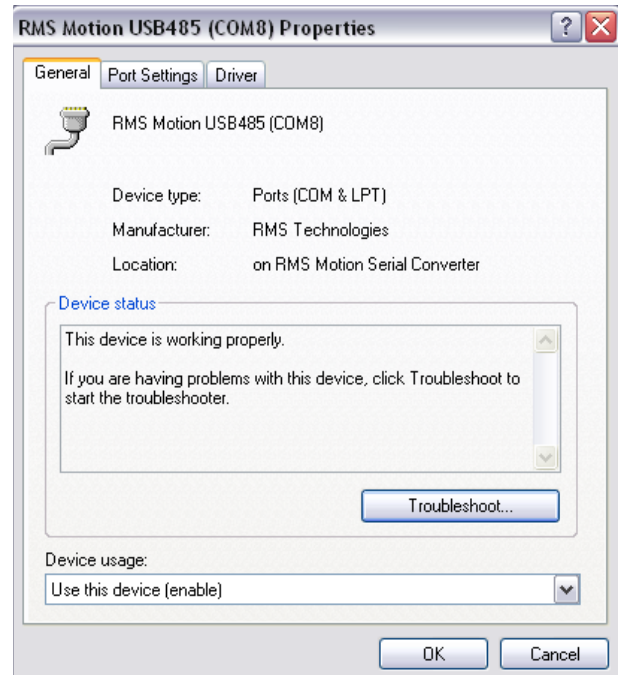 RMS Motion USB485 (COM8) Properties
General Port Settings Driver
RMS Motion USB485 (COM8)
Device type: Ports (COM & LPT)
Manufacturer: RMS Technologies
Location: on RMS Motion Serial Converter
Device status
This device is working properly.
If you are having problems with this device, click Troubleshoot to
start the troubleshooter.
Troubleshoot...
Device usage:
Use this device (enable)
OK Cancel